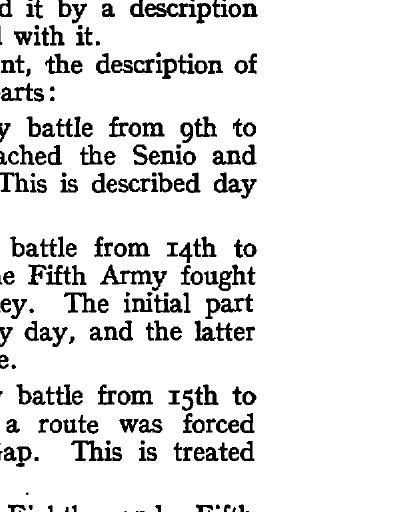 it by a description
with it.
nt, the description of
arts:
y battle from 9th to
ached the Senio and
This is described day
battle from 14th to
e Fifth Army fought
ey. The initial part
y day, and the latter
e.
battle from 15th to
a route was forced
ap. This is treated